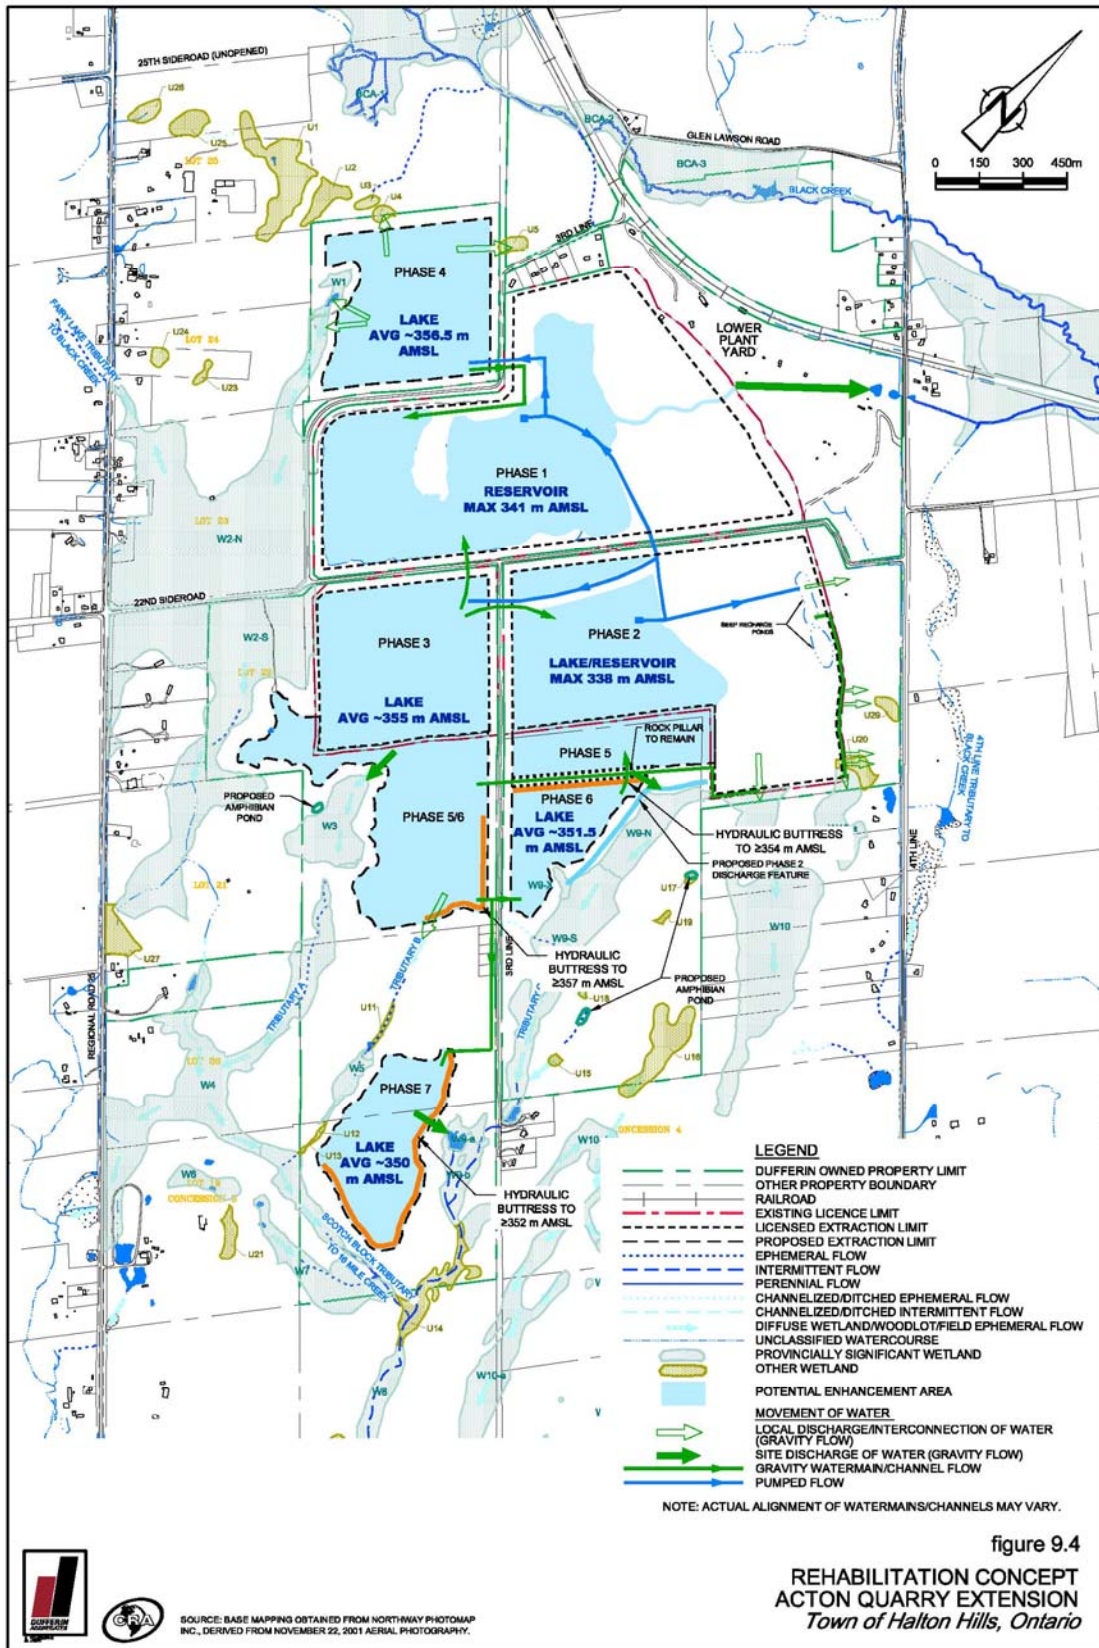 25TH SIDEROAD (UNOPENED)
U26
U25
LOT 25
U1
U2
U3
U4
U5
BCA-1
BCA-2
BCA-3
GLEN LAWSON ROAD
BLACK CREEK
0 150 300 450m
3RD LINE
PHASE 4
LAKE
AVG ~356.5 m
AMSL
W1
FAIRY LAKE TRIBUTARY
TO BLACK CREEK
U24
LOT 24
U23
LOWER
PLANT
YARD
PHASE 1
RESERVOIR
MAX 341 m AMSL
LOT 23
W2-N
22ND SIDEROAD
W2-S
LOT 22
PHASE 3
LAKE
AVG ~355 m AMSL
PHASE 2
LAKE/RESERVOIR
MAX 338 m AMSL
SEEP RECHARGE
PONDS
U29
U20
ROCK PILLAR
TO REMAIN
PHASE 5
PHASE 6
LAKE
AVG ~351.5
m AMSL
PHASE 5/6
PROPOSED
AMPHIBIAN
POND
W3
W9-N
HYDRAULIC BUTTRESS
TO ≥354 m AMSL
PROPOSED PHASE 2
DISCHARGE FEATURE
4TH LINE TRIBUTARY TO
BLACK CREEK
4TH LINE
LOT 21
U17
U19
W10
W9-S
U27
REGIONAL ROAD 25
TRIBUTARY A
TRIBUTARY B
3RD LINE
HYDRAULIC
BUTTRESS TO
≥357 m AMSL
PROPOSED
AMPHIBIAN
POND
U18
U11
U16
U15
W5
W4
PHASE 7
LAKE
AVG ~350
m AMSL
U12
U13
W9-a
W9-b
W10
CONCESSION 4
W6
U21
HYDRAULIC
BUTTRESS TO
≥352 m AMSL
SCOTCH BLOCK TRIBUTARY
TO 16 MILE CREEK
W7
U14
W8
W10-a
LEGEND
DUFFERIN OWNED PROPERTY LIMIT
OTHER PROPERTY BOUNDARY
RAILROAD
EXISTING LICENCE LIMIT
LICENSED EXTRACTION LIMIT
PROPOSED EXTRACTION LIMIT
EPHEMERAL FLOW
INTERMITTENT FLOW
PERENNIAL FLOW
CHANNELIZED/DITCHED EPHEMERAL FLOW
CHANNELIZED/DITCHED INTERMITTENT FLOW
DIFFUSE WETLAND/WOODLOT/FIELD EPHEMERAL FLOW
UNCLASSIFIED WATERCOURSE
PROVINCIALLY SIGNIFICANT WETLAND
OTHER WETLAND
POTENTIAL ENHANCEMENT AREA
MOVEMENT OF WATER
LOCAL DISCHARGE/INTERCONNECTION OF WATER
(GRAVITY FLOW)
SITE DISCHARGE OF WATER (GRAVITY FLOW)
GRAVITY WATERMAIN/CHANNEL FLOW
PUMPED FLOW
NOTE: ACTUAL ALIGNMENT OF WATERMAINS/CHANNELS MAY VARY.
figure 9.4
REHABILITATION CONCEPT
ACTON QUARRY EXTENSION
Town of Halton Hills, Ontario
DUFFERIN
AGGREGATES
CRA
SOURCE: BASE MAPPING OBTAINED FROM NORTHWAY PHOTOMAP
INC., DERIVED FROM NOVEMBER 22, 2001 AERIAL PHOTOGRAPHY.